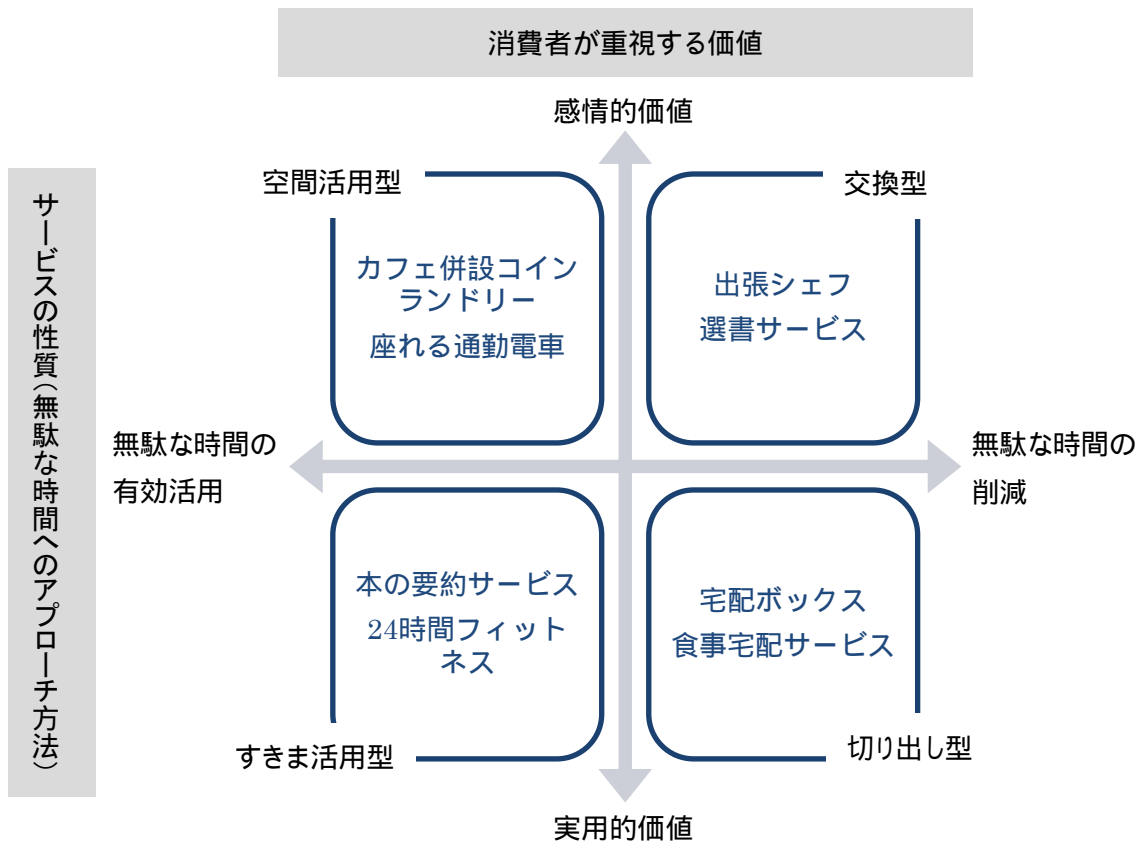 消費者が重視する価値
感情的価値
サービスの性質(無駄な時間へのアプローチ方法)
空間活用型
交換型
カフェ併設コイン
ランドリー
座れる通勤電車
出張シェフ
選書サービス
無駄な時間の
有効活用
無駄な時間の
削減
本の要約サービス
24時間フィット
ネス
宅配ボックス
食事宅配サービス
すきま活用型
切り出し型
実用的価値